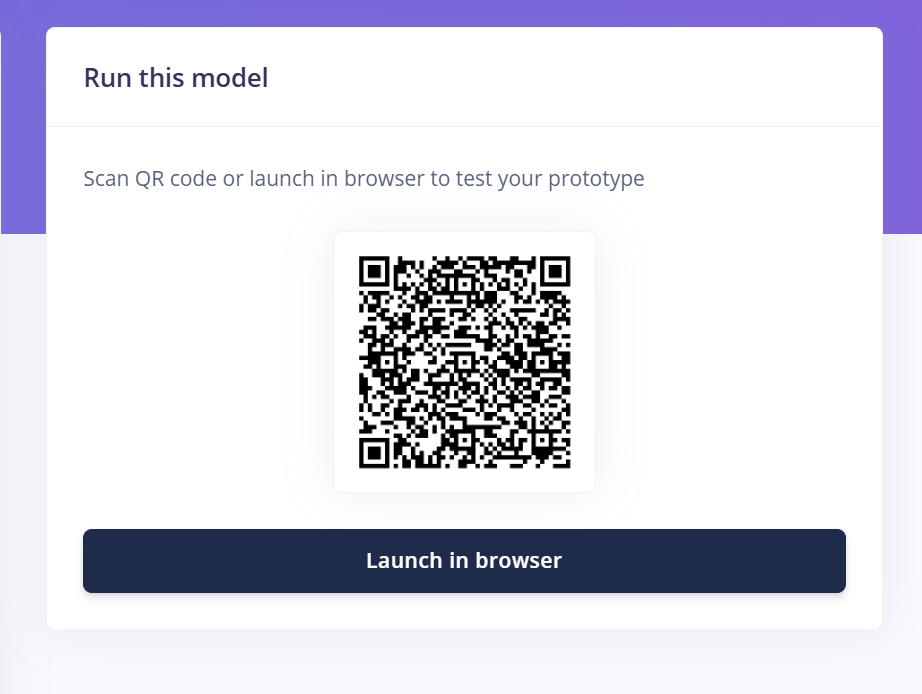 Run this model
Scan QR code or launch in browser to test your prototype
Launch in browser